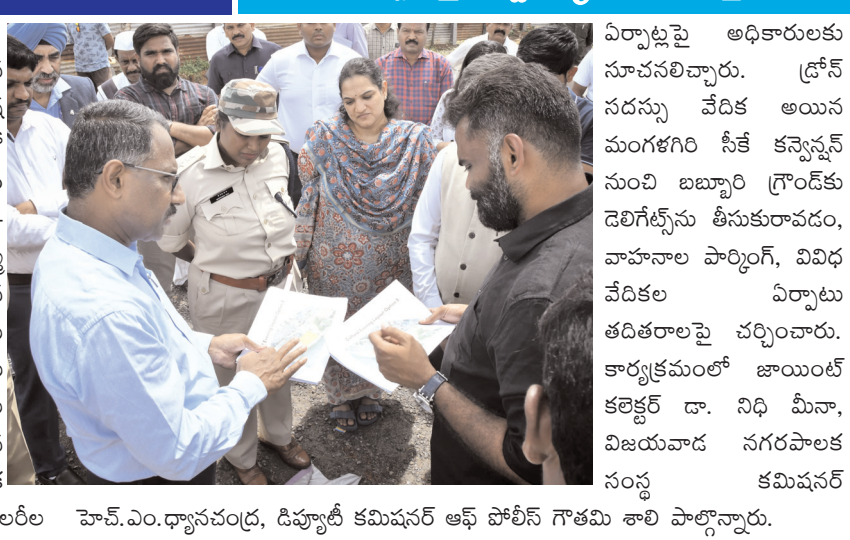 ఏర్పాట్లపై అధికారులకు
సూచనలిచ్చారు. డ్రోన్
సదస్సు వేదిక అయిన
మంగళగిరి సీకే కన్వెన్షన్
నుంచి బబ్బూరి గ్రౌండ్‌కు
డెలిగేట్స్‌ను తీసుకురావడం,
వాహనాల పార్కింగ్, వివిధ
వేదికల ఏర్పాటు
తదితరాలపై చర్చించారు.
కార్యక్రమంలో జాయింట్
కలెక్టర్ డా. నిధి మీనా,
విజయవాడ నగరపాలక
సంస్థ కమిషనర్
హెచ్.ఎం.ధ్యానచంద్ర, డిప్యూటీ కమిషనర్ ఆఫ్ పోలీస్ గౌతమి శాలి పాల్గొన్నారు.